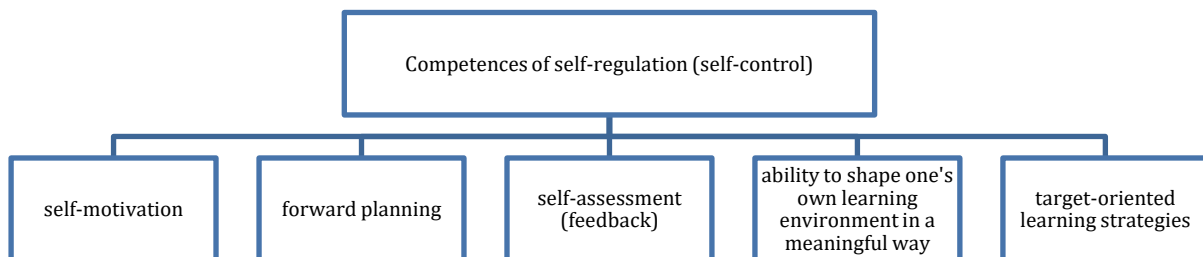 Competences of self-regulation (self-control)
self-motivation
forward planning
self-assessment
(feedback)
ability to shape one's
own learning
environment in a
meaningful way
target-oriented
learning strategies